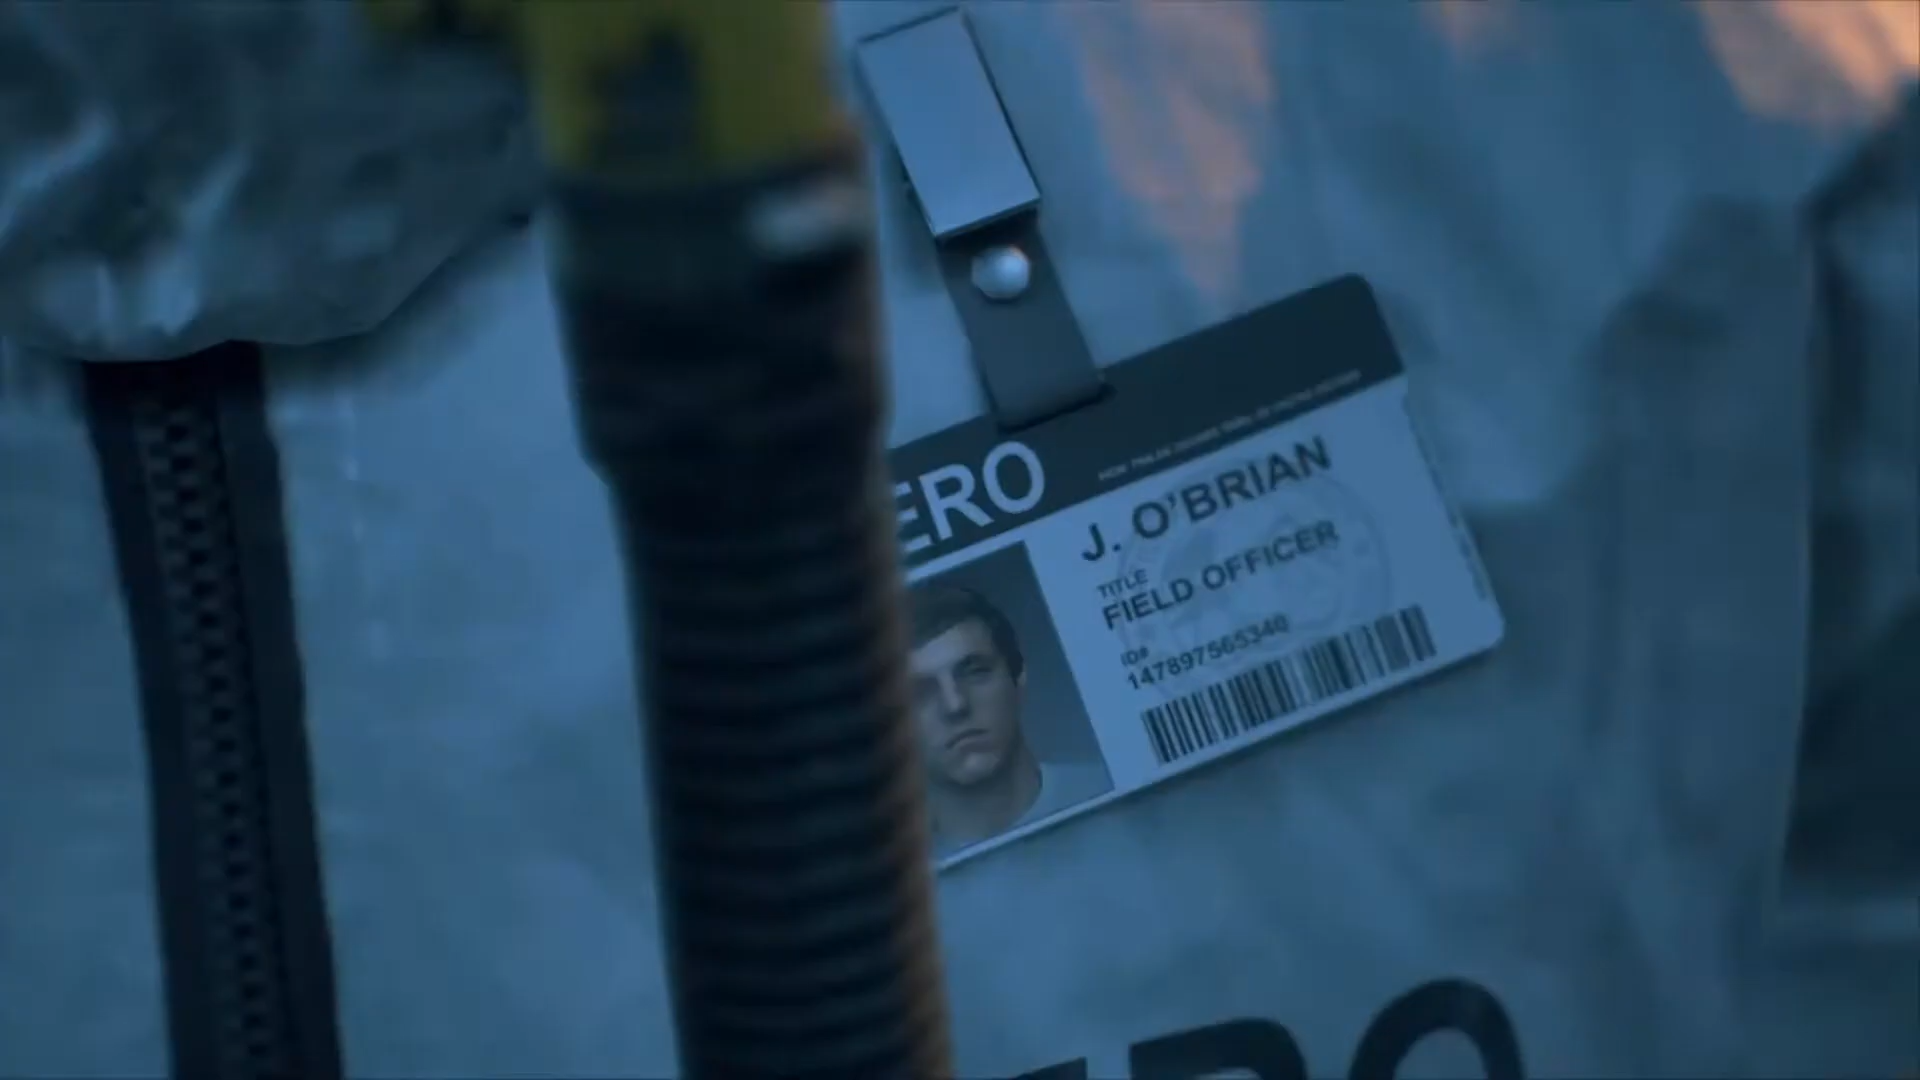 ERO
J. O'BRIAN
TITLE
FIELD OFFICER
ID#
147897565340
ERO